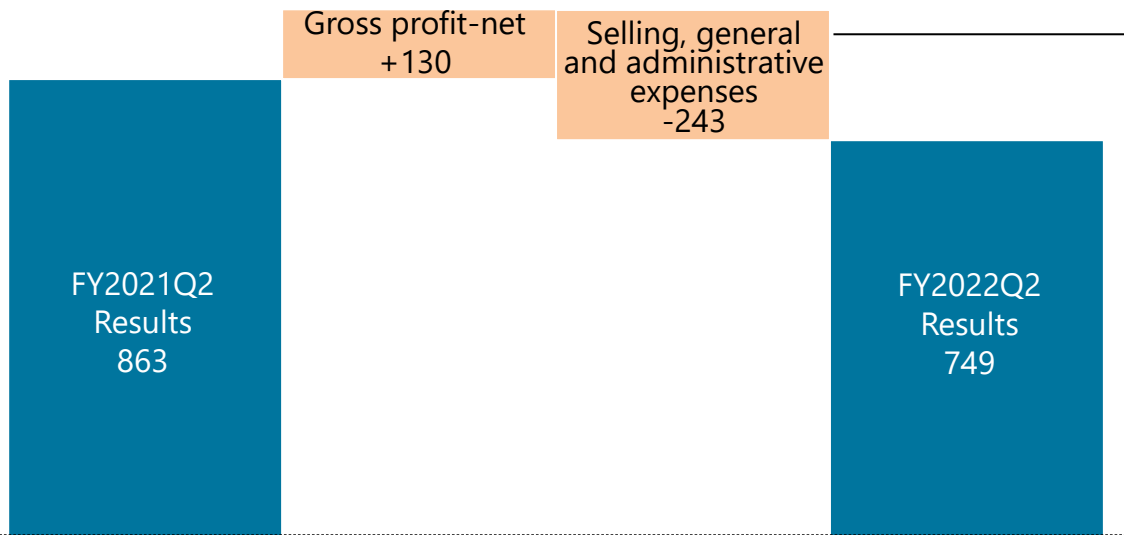 Gross profit-net
+130
Selling, general
and administrative
expenses
-243
FY2021Q2
Results
863
FY2022Q2
Results
749